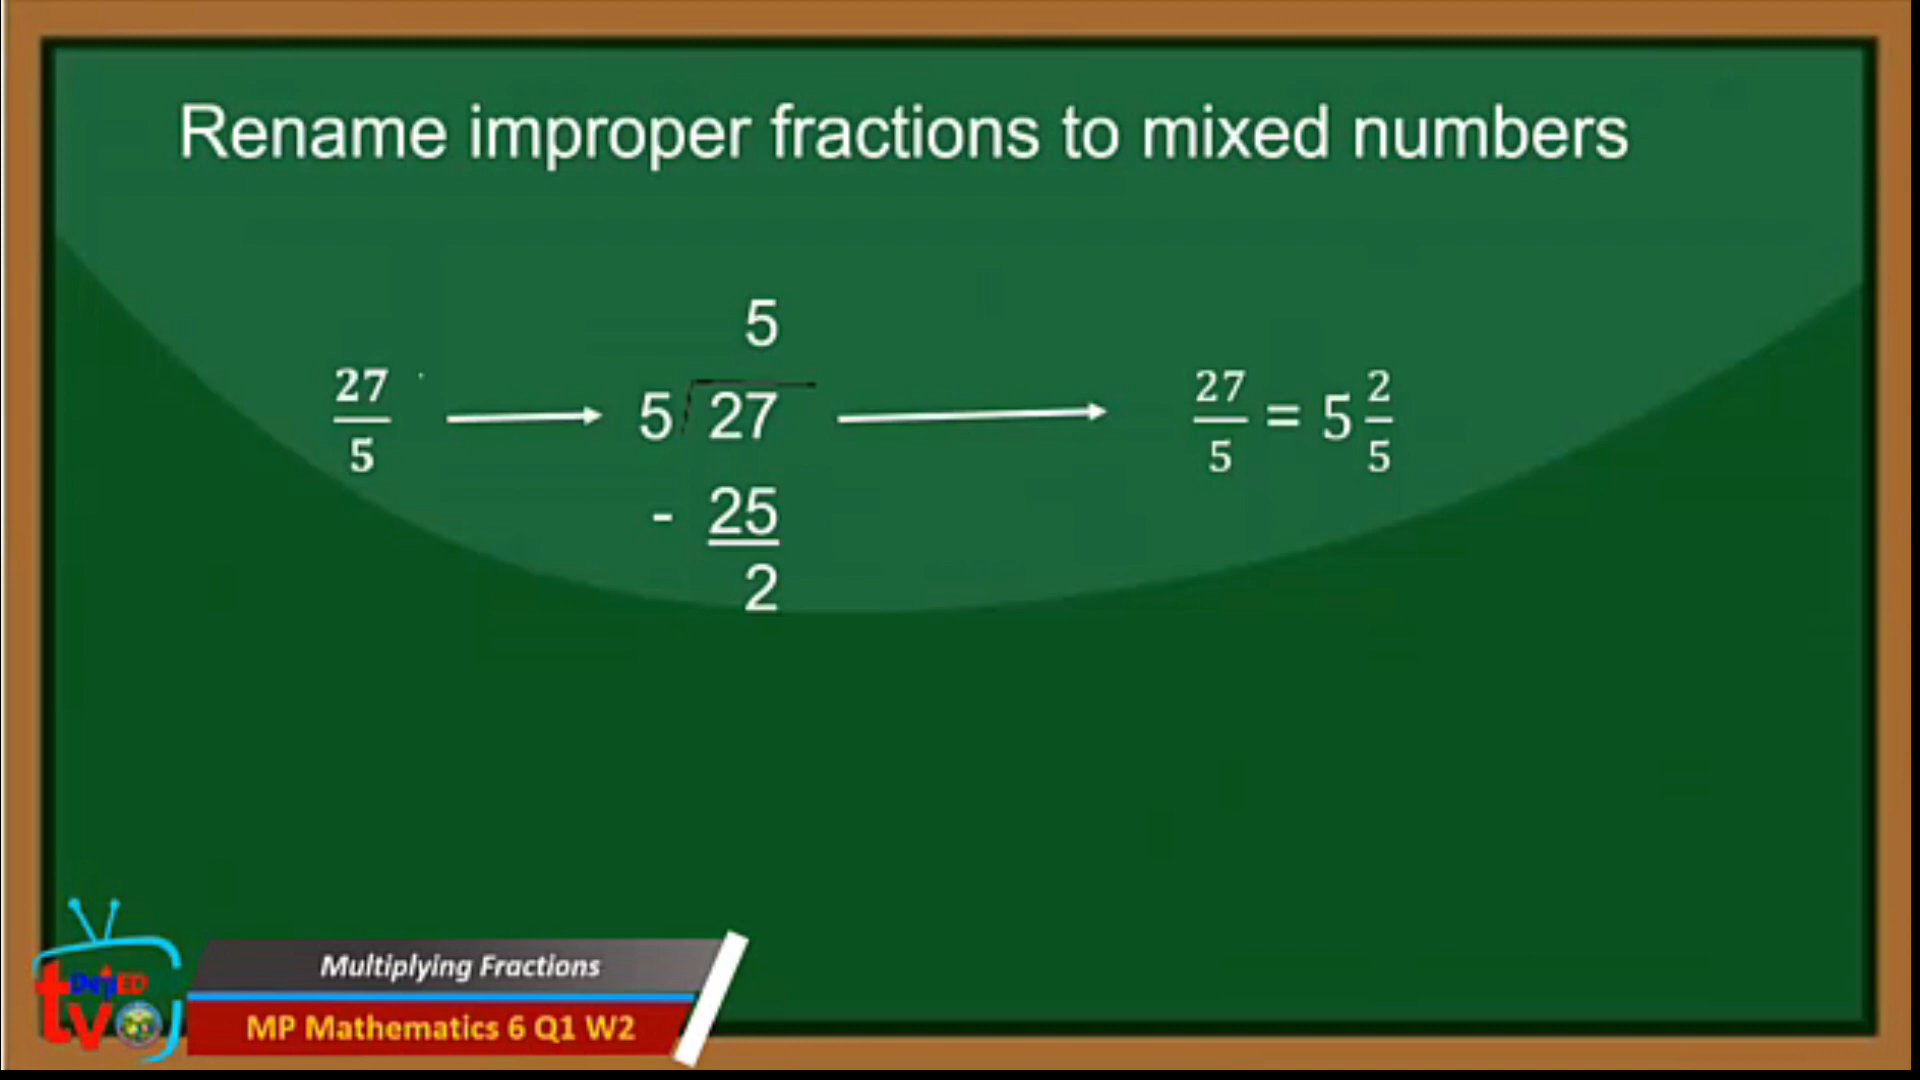 Rename improper fractions to mixed numbers
5
27/5 → 5 27 → 27/5 = 5 2/5
- 25
2
DepED
tv
Multiplying Fractions
MP Mathematics 6 Q1 W2